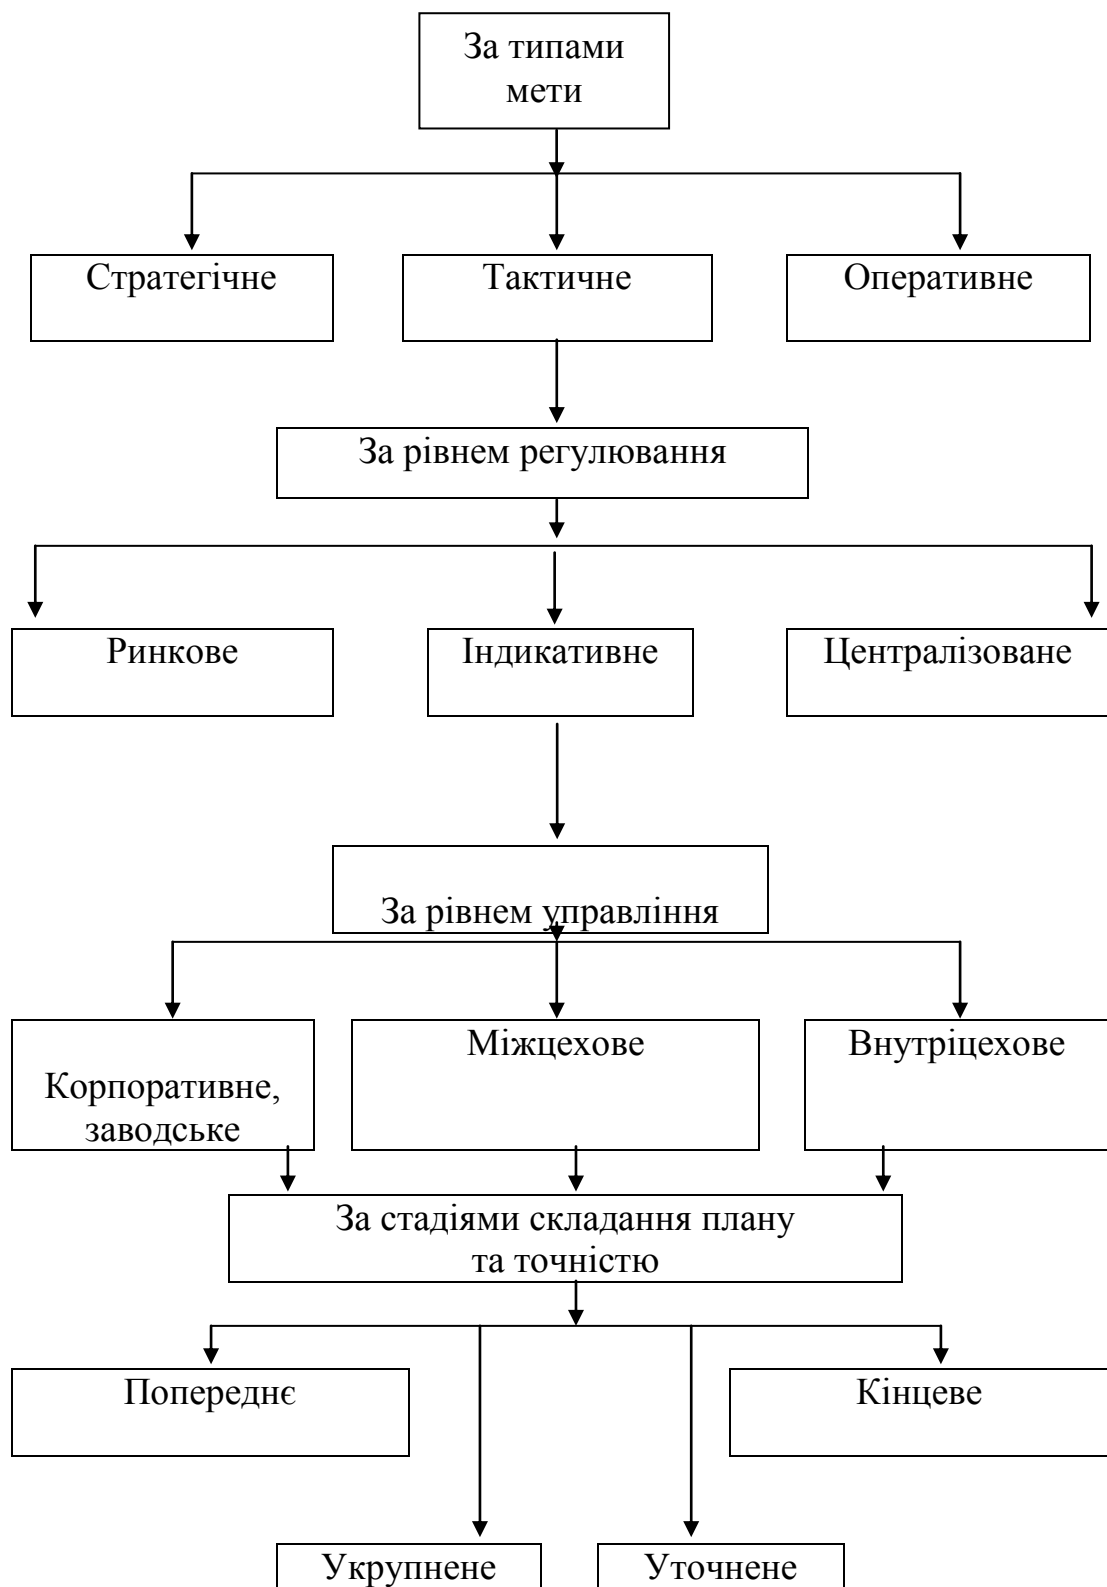 За типами
мети
Стратегічне
Тактичне
Оперативне
За рівнем регулювання
Ринкове
Індикативне
Централізоване
За рівнем управління
Корпоративне,
заводське
Міжцехове
Внутріцехове
За стадіями складання плану
та точністю
Попереднє
Кінцеве
Укрупнене
Уточнене